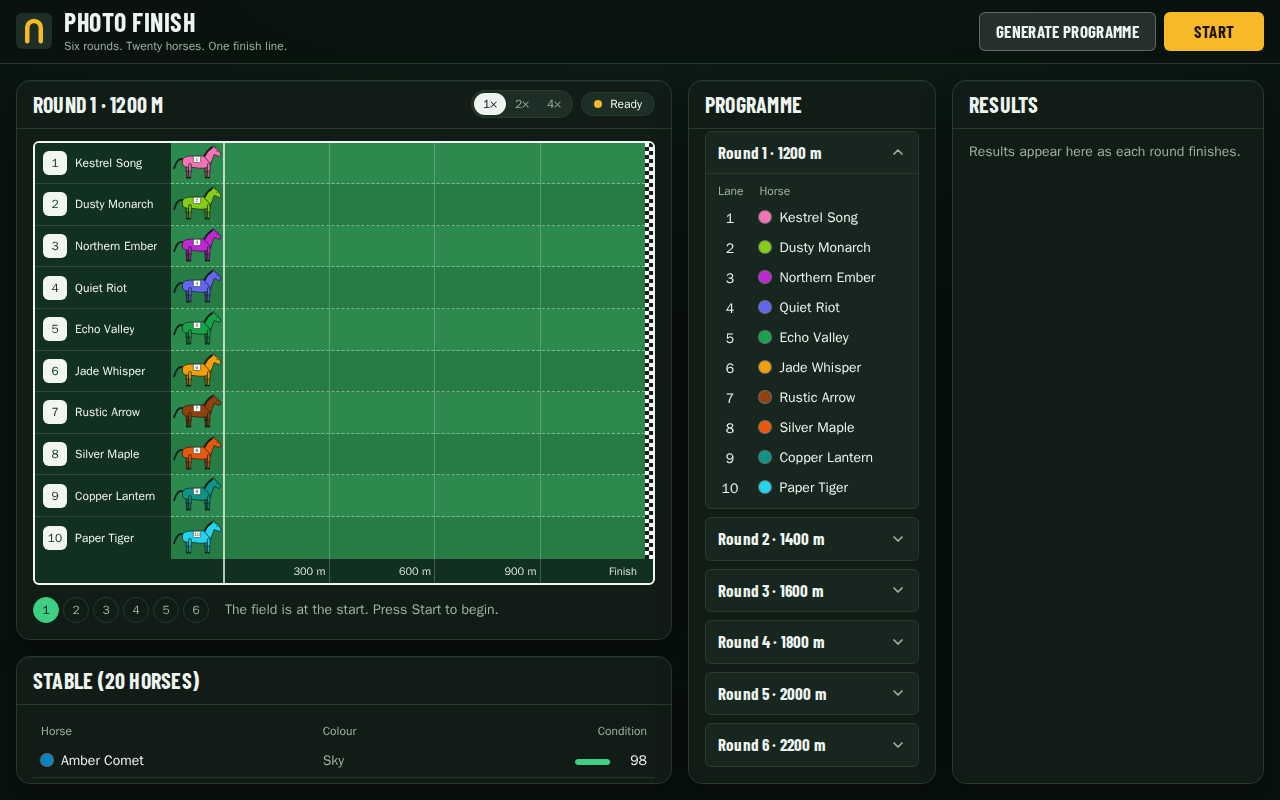 PHOTO FINISH
Six rounds. Twenty horses. One finish line.
GENERATE PROGRAMME
START
ROUND 1 · 1200 M
1×
2×
4×
Ready
1 Kestrel Song
2 Dusty Monarch
3 Northern Ember
4 Quiet Riot
5 Echo Valley
6 Jade Whisper
7 Rustic Arrow
8 Silver Maple
9 Copper Lantern
10 Paper Tiger
300 m 600 m 900 m Finish
1 2 3 4 5 6 The field is at the start. Press Start to begin.
STABLE (20 HORSES)
Horse Colour Condition
Amber Comet Sky 98
PROGRAMME
Round 1 · 1200 m
Lane Horse
1 Kestrel Song
2 Dusty Monarch
3 Northern Ember
4 Quiet Riot
5 Echo Valley
6 Jade Whisper
7 Rustic Arrow
8 Silver Maple
9 Copper Lantern
10 Paper Tiger
Round 2 · 1400 m
Round 3 · 1600 m
Round 4 · 1800 m
Round 5 · 2000 m
Round 6 · 2200 m
RESULTS
Results appear here as each round finishes.